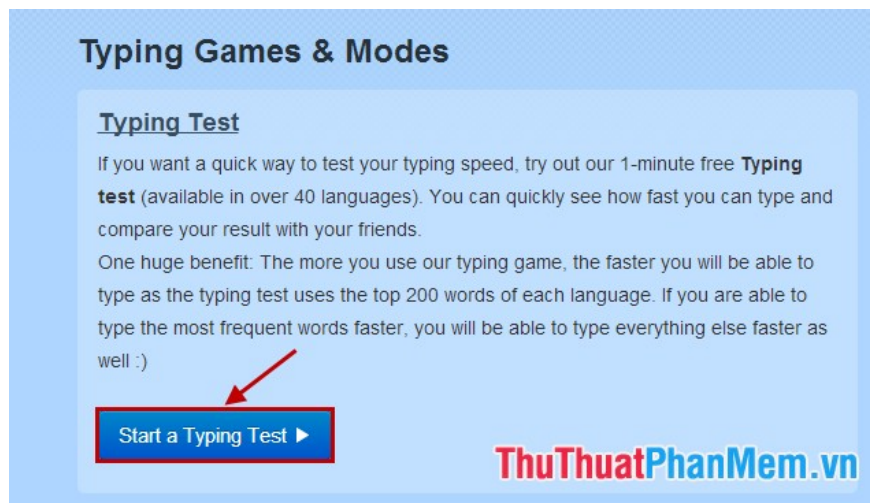 Typing Games & Modes
Typing Test
If you want a quick way to test your typing speed, try out our 1-minute free Typing
test (available in over 40 languages). You can quickly see how fast you can type and
compare your result with your friends.
One huge benefit: The more you use our typing game, the faster you will be able to
type as the typing test uses the top 200 words of each language. If you are able to
type the most frequent words faster, you will be able to type everything else faster as
well :)
Start a Typing Test ▶
ThuThuatPhanMem.vn